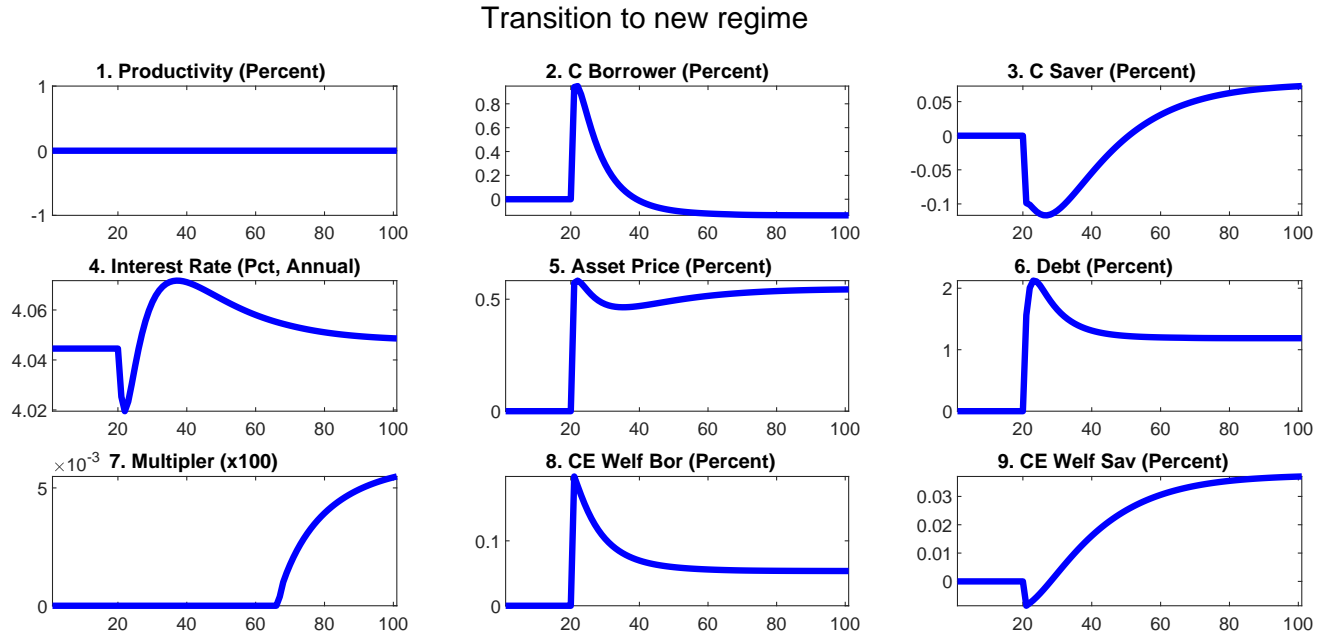 Transition to new regime
1. Productivity (Percent)
1
0
-1
20 40 60 80 100
2. C Borrower (Percent)
0.8
0.6
0.4
0.2
0
20 40 60 80 100
3. C Saver (Percent)
0.05
0
-0.05
-0.1
20 40 60 80 100
4. Interest Rate (Pct, Annual)
4.06
4.04
4.02
20 40 60 80 100
5. Asset Price (Percent)
0.5
0
20 40 60 80 100
6. Debt (Percent)
2
1
0
20 40 60 80 100
×10⁻³ 7. Multipler (x100)
5
0
20 40 60 80 100
8. CE Welf Bor (Percent)
0.1
20 40 60 80 100
9. CE Welf Sav (Percent)
0.03
0.02
0.01
0
20 40 60 80 100